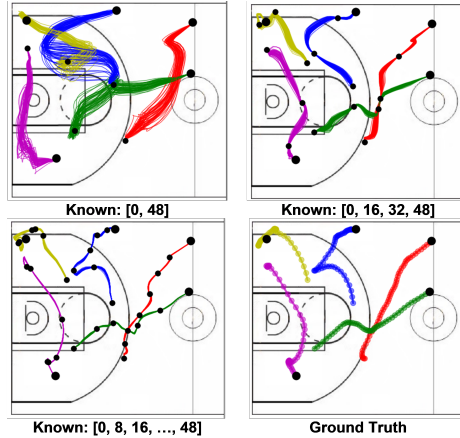 Known: [0, 48]
Known: [0, 16, 32, 48]
Known: [0, 8, 16, ..., 48]
Ground Truth